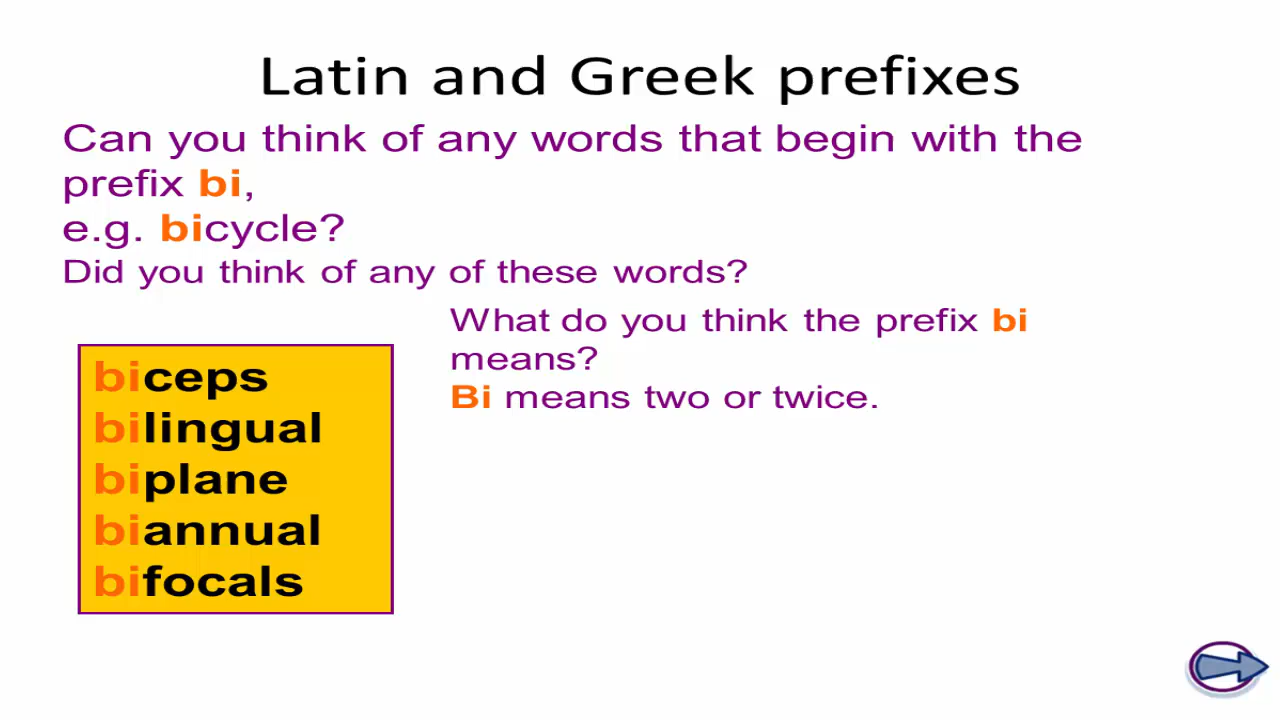 Latin and Greek prefixes
Can you think of any words that begin with the
prefix bi,
e.g. bicycle?
Did you think of any of these words?
What do you think the prefix bi
means?
Bi means two or twice.
biceps
bilingual
biplane
biannual
bifocals